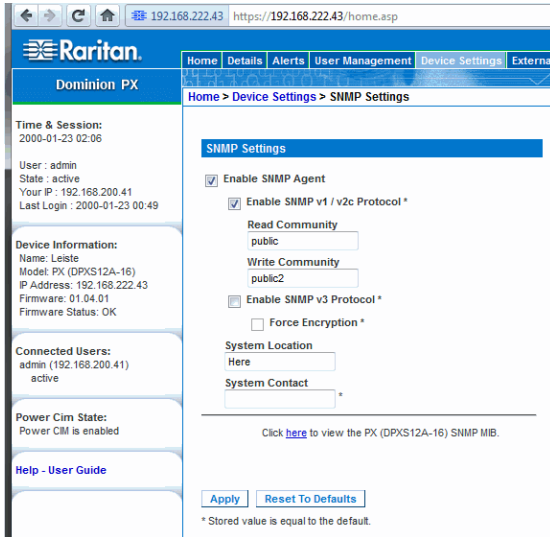 192.168.222.43 https://192.168.222.43/home.asp
Raritan.
Dominion PX
Home Details Alerts User Management Device Settings Externa
Home > Device Settings > SNMP Settings
Time & Session:
2000-01-23 02:06
User : admin
State : active
Your IP : 192.168.200.41
Last Login : 2000-01-23 00:49
Device Information:
Name: Leiste
Model: PX (DPXS12A-16)
IP Address: 192.168.222.43
Firmware: 01.04.01
Firmware Status: OK
Connected Users:
admin (192.168.200.41)
active
Power Cim State:
Power CIM is enabled
Help - User Guide
SNMP Settings
Enable SNMP Agent
Enable SNMP v1 / v2c Protocol *
Read Community
public
Write Community
public2
Enable SNMP v3 Protocol *
Force Encryption *
System Location
Here
System Contact
*
Click here to view the PX (DPXS12A-16) SNMP MIB.
Apply Reset To Defaults
* Stored value is equal to the default.